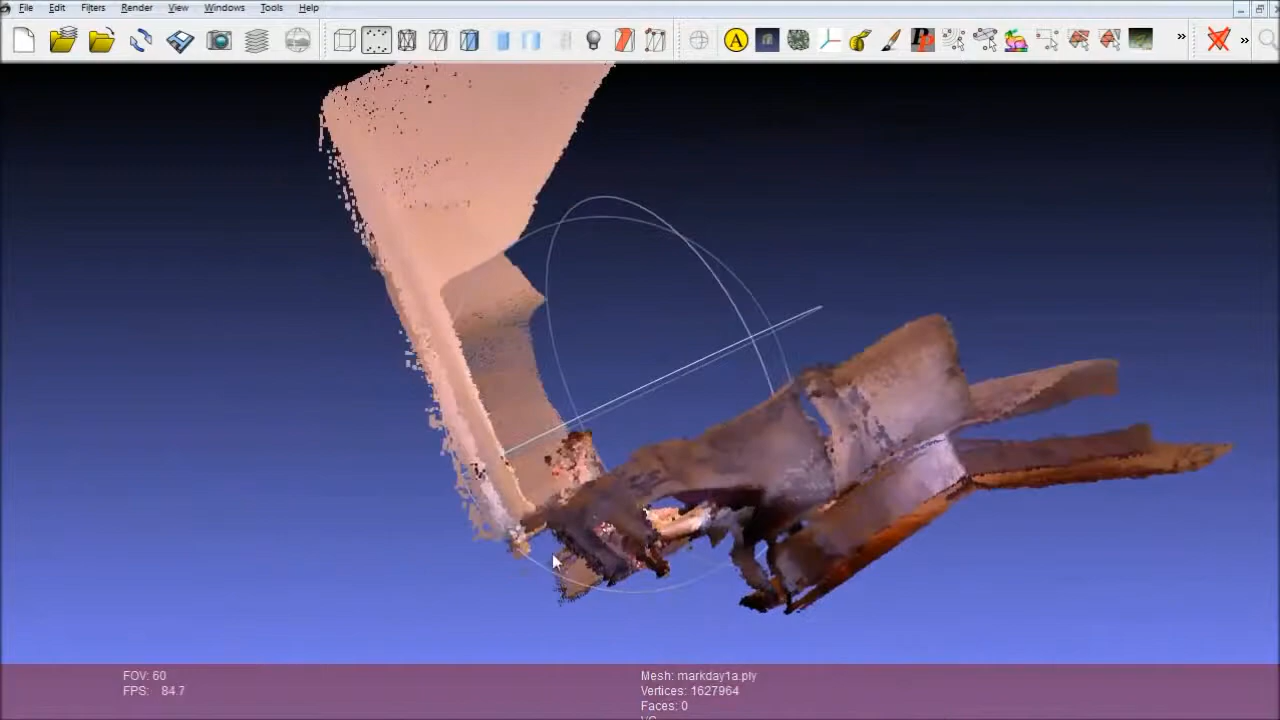 File Edit Filters Render View Windows Tools Help
A
FOV: 60
FPS: 84.7
Mesh: markday1a.ply
Vertices: 1627964
Faces: 0